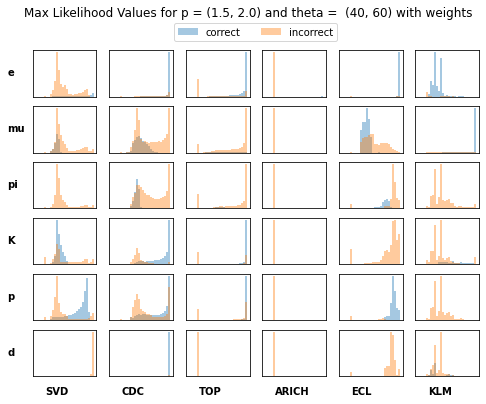 Max Likelihood Values for p = (1.5, 2.0) and theta =  (40, 60) with weights
correct incorrect
e
mu
pi
K
p
d
SVD CDC TOP ARICH ECL KLM